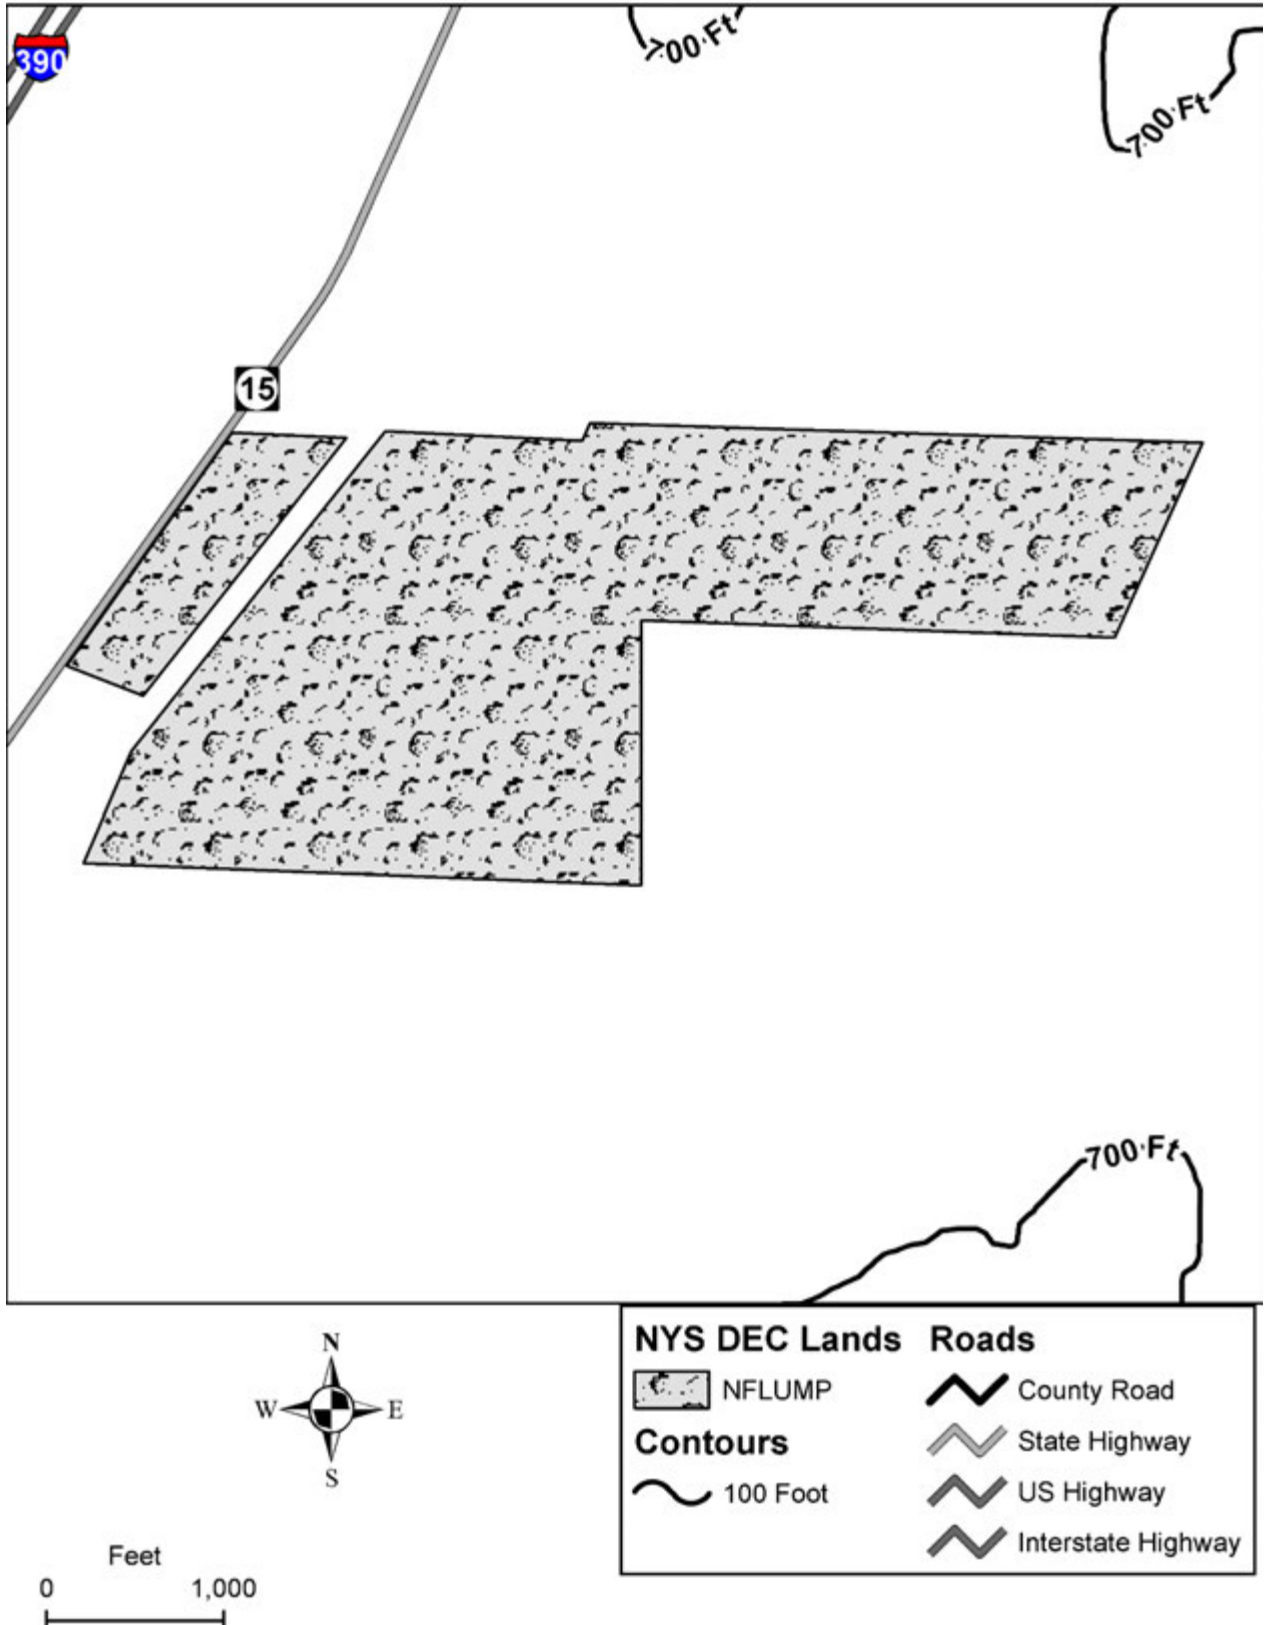 390
700 Ft
700 Ft
15
700 Ft
N
W E
S
Feet
0 1,000
NYS DEC Lands
NFLUMP
Contours
100 Foot
Roads
County Road
State Highway
US Highway
Interstate Highway